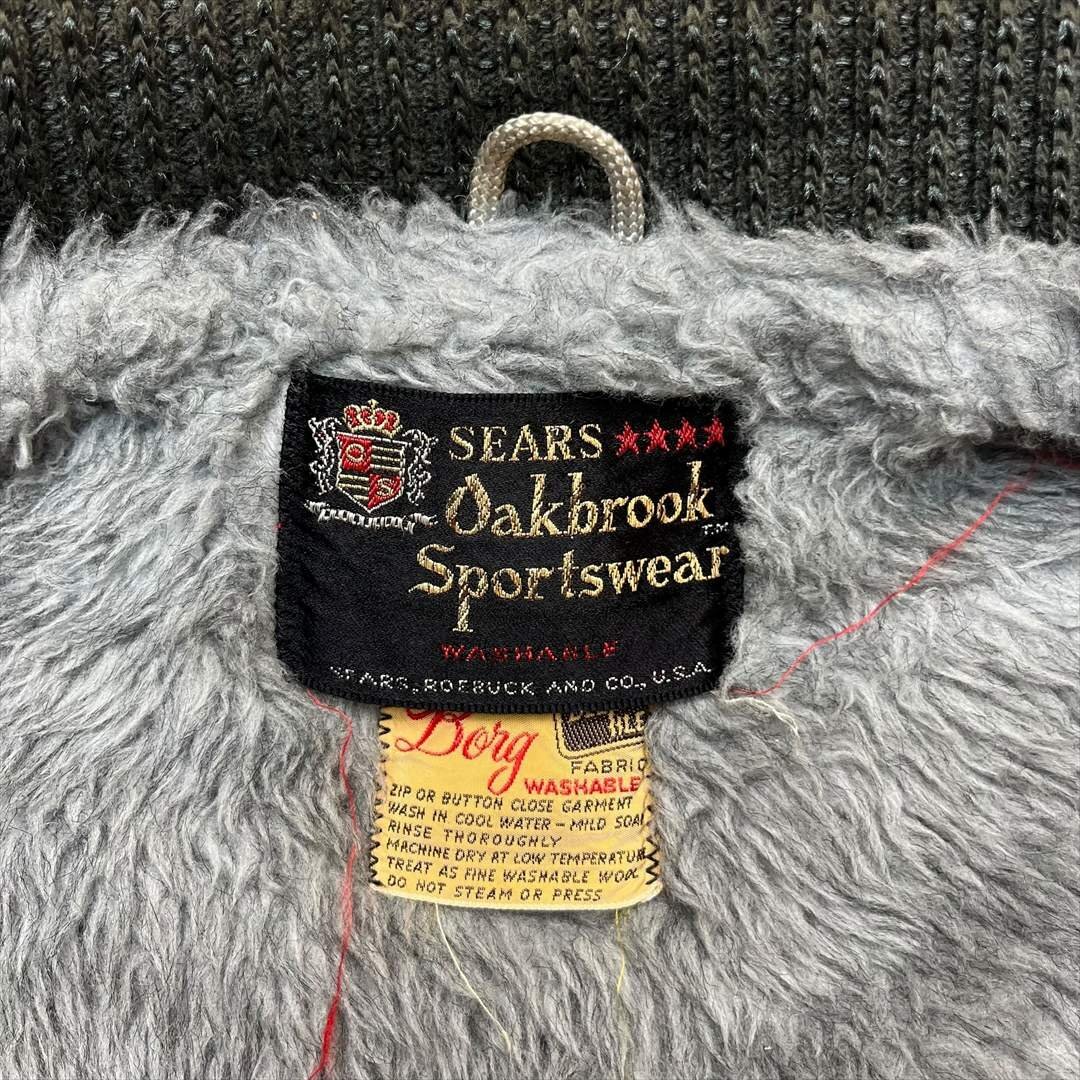 O
S
SEARS ★★★★
Oakbrook ™
Sportswear
WASHABLE
SEARS, ROEBUCK AND CO., U.S.A.
Borg
FABRIC
WASHABLE
ZIP OR BUTTON CLOSE GARMENT
WASH IN COOL WATER – MILD SOA
RINSE THOROUGHLY
MACHINE DRY AT LOW TEMPERATURE
TREAT AS FINE WASHABLE WOOL
DO NOT STEAM OR PRESS